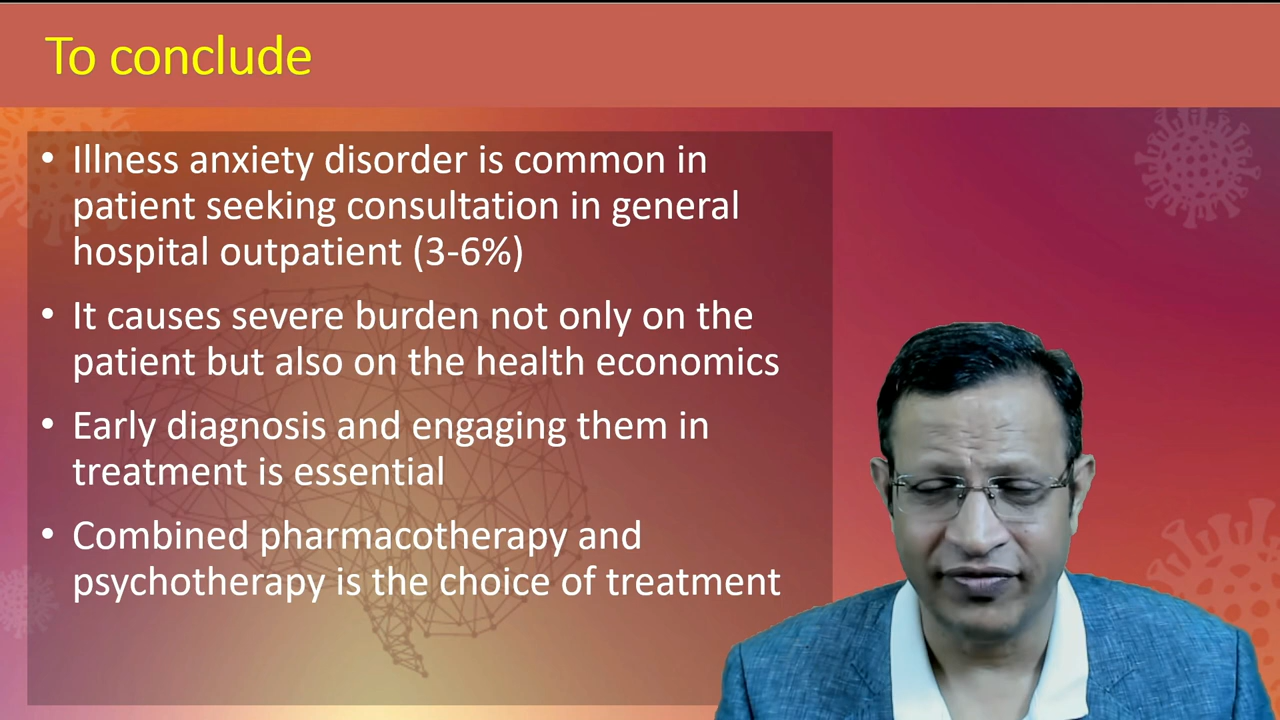 To conclude
• Illness anxiety disorder is common in
patient seeking consultation in general
hospital outpatient (3-6%)
• It causes severe burden not only on the
patient but also on the health economics
• Early diagnosis and engaging them in
treatment is essential
• Combined pharmacotherapy and
psychotherapy is the choice of treatment